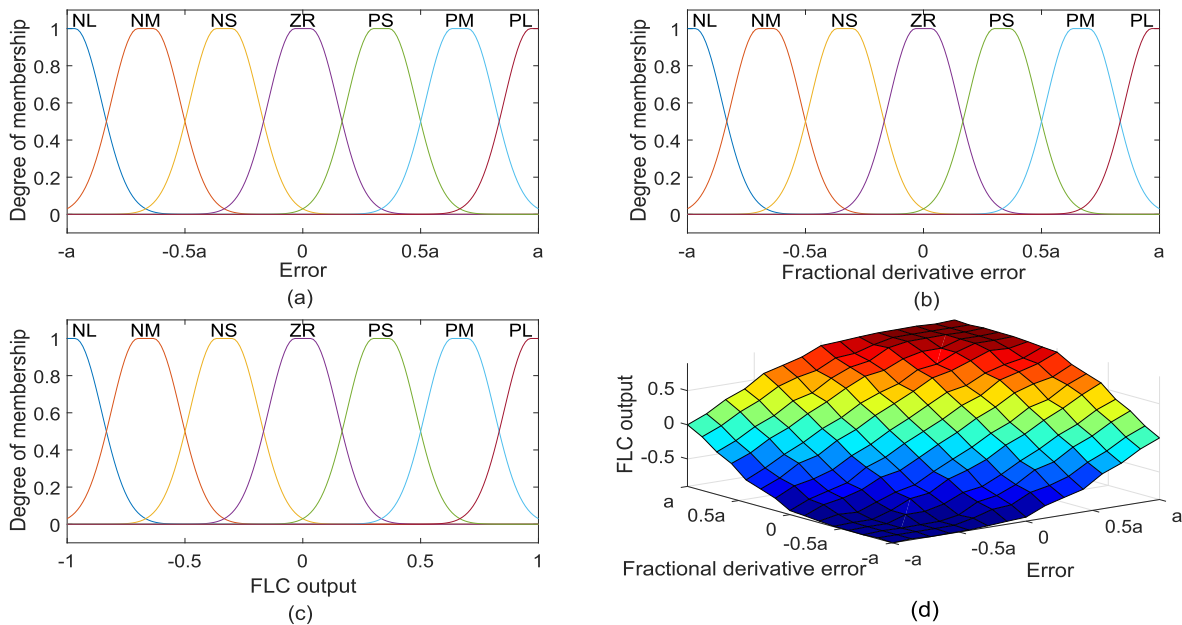 NL NM NS ZR PS PM PL
1
0.8
0.6
0.4
0.2
0
Degree of membership
-a -0.5a 0 0.5a a
Error
(a)
NL NM NS ZR PS PM PL
1
0.8
0.6
0.4
0.2
0
Degree of membership
-a -0.5a 0 0.5a a
Fractional derivative error
(b)
NL NM NS ZR PS PM PL
1
0.8
0.6
0.4
0.2
0
Degree of membership
-1 -0.5 0 0.5 1
FLC output
(c)
0.5
0
-0.5
FLC output
a 0.5a 0 -0.5a -a
Fractional derivative error
-a -0.5a 0 0.5a a
Error
(d)